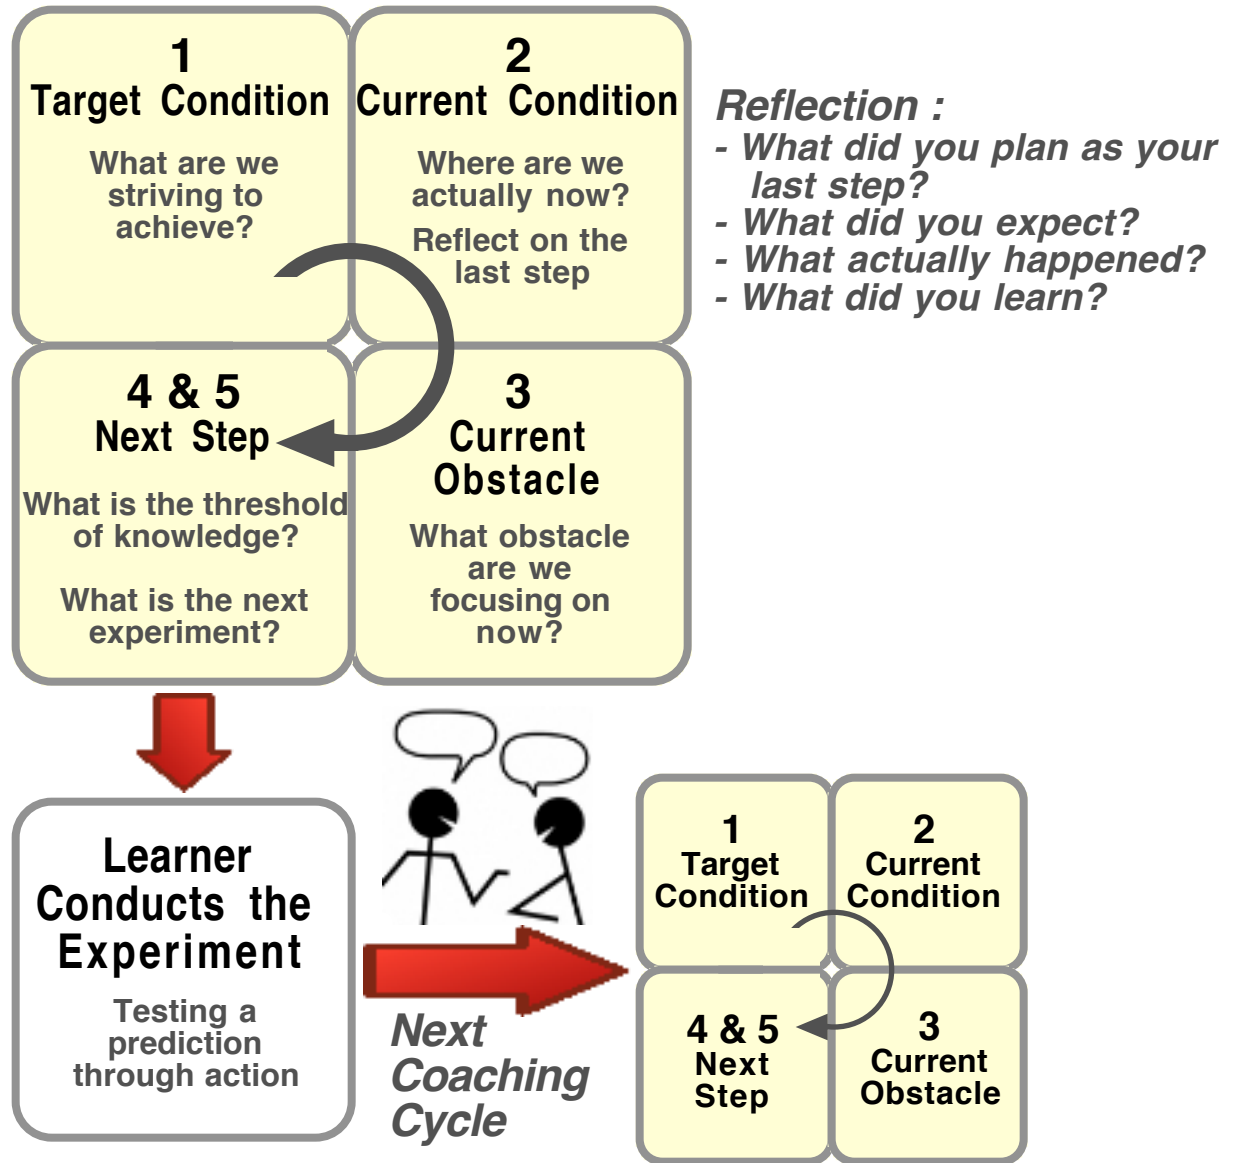 1
Target Condition
What are we
striving to
achieve?
2
Current Condition
Where are we
actually now?
Reflect on the
last step
Reflection :
- What did you plan as your
last step?
- What did you expect?
- What actually happened?
- What did you learn?
4 & 5
Next Step
What is the threshold
of knowledge?
What is the next
experiment?
3
Current
Obstacle
What obstacle
are we
focusing on
now?
Learner
Conducts the
Experiment
Testing a
prediction
through action
Next
Coaching
Cycle
1
Target
Condition
2
Current
Condition
4 & 5
Next
Step
3
Current
Obstacle